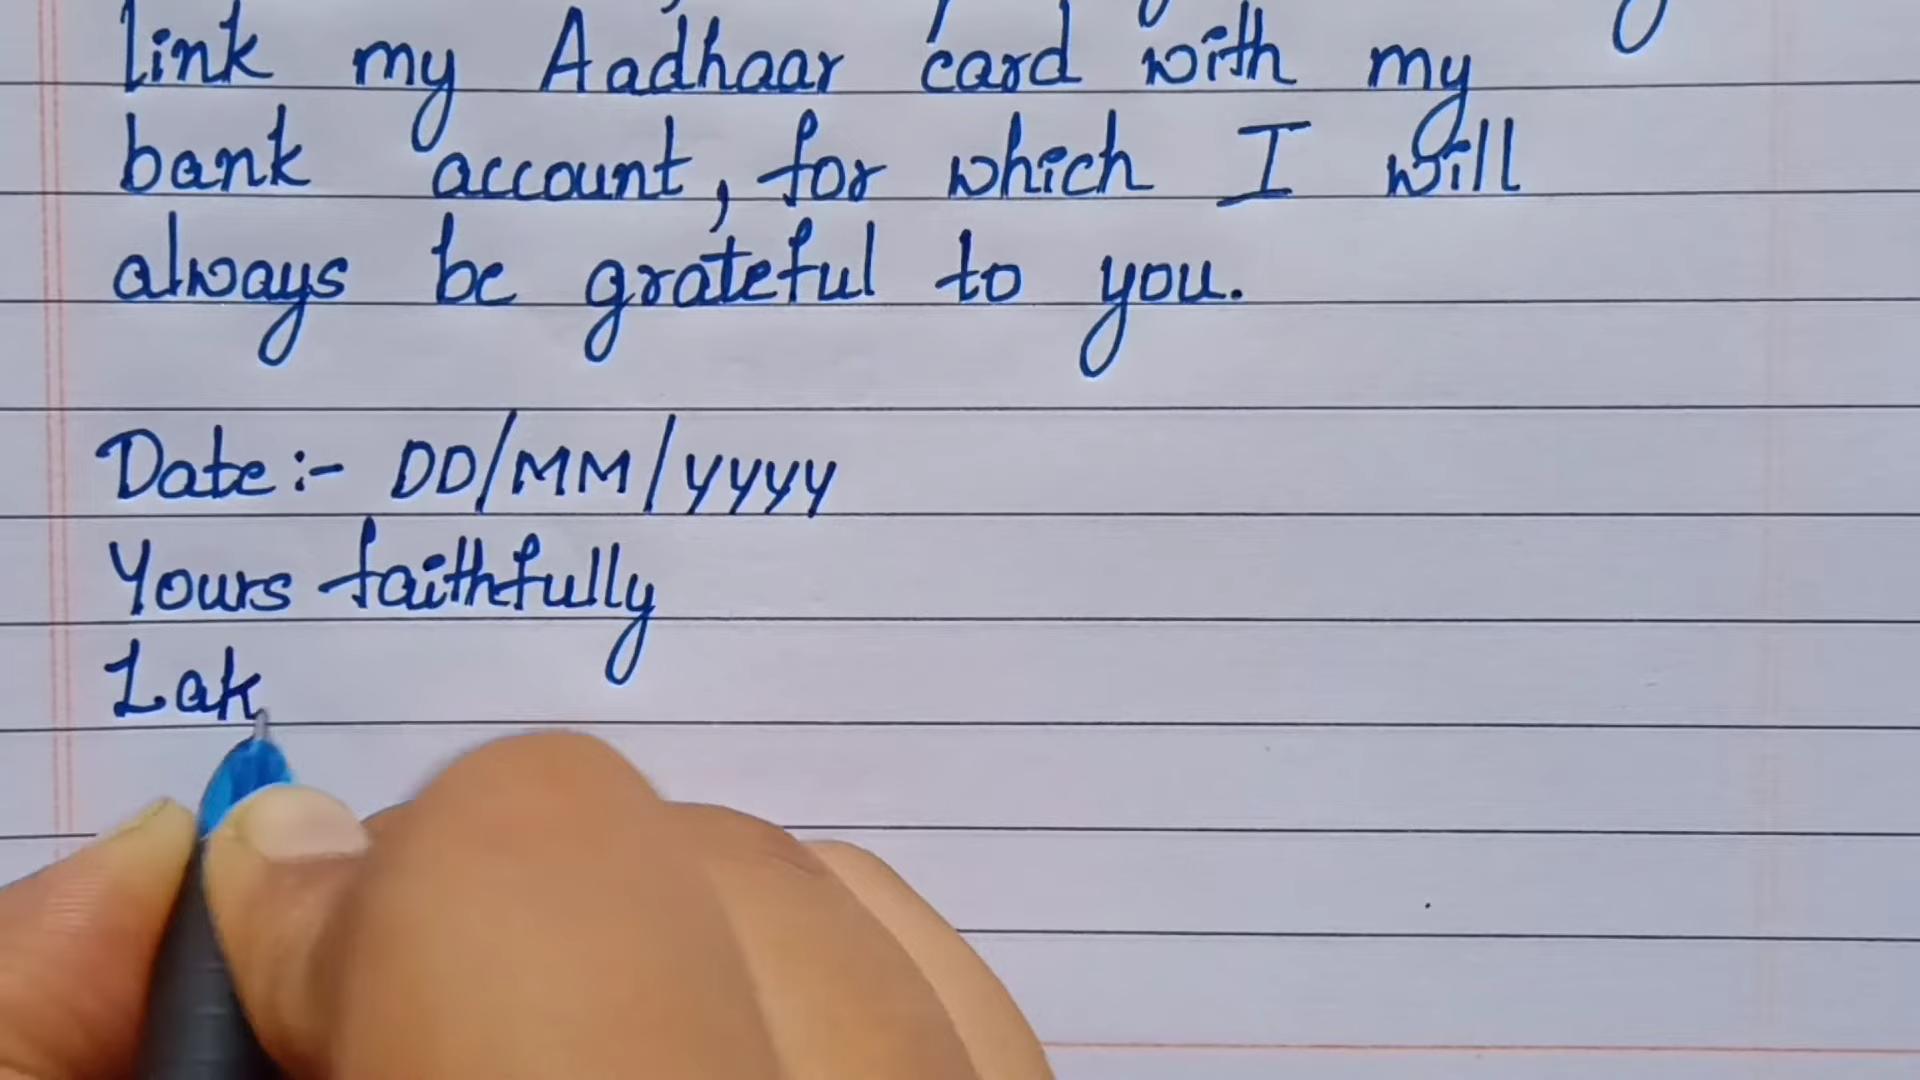 link my Aadhaar card with my
bank account, for which I will
always be grateful to you.
Date:- DD/MM/YYYY
Yours faithfully
Lak